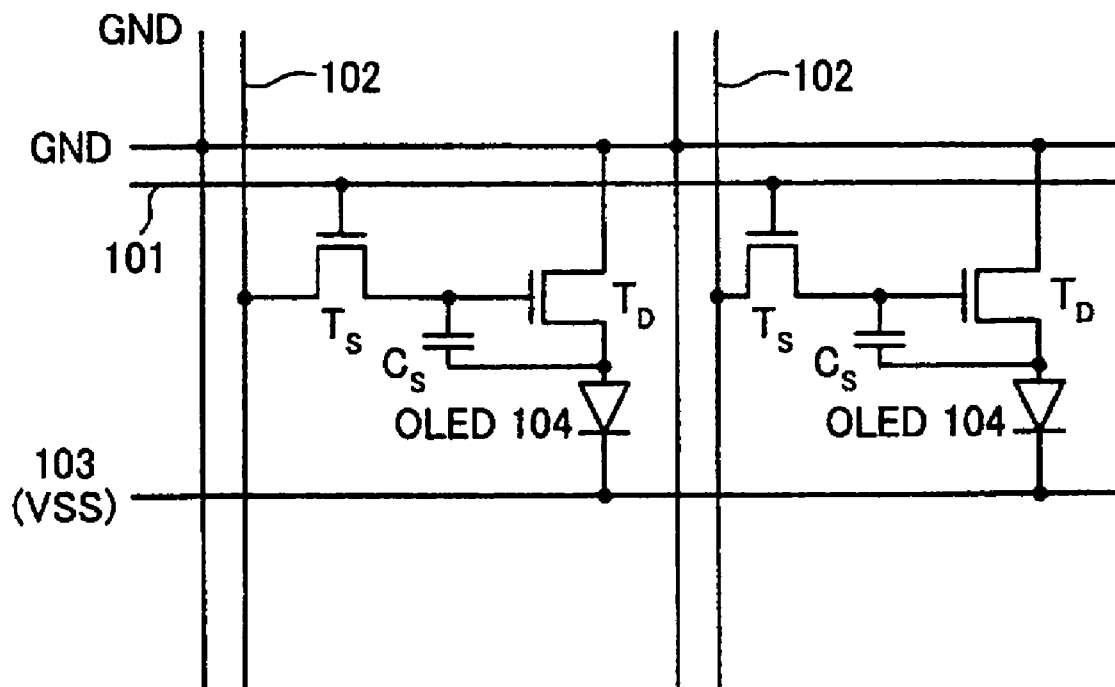 GND
102
102
GND
101
T_S
T_D
T_S
T_D
C_S
C_S
OLED 104
OLED 104
103
(VSS)